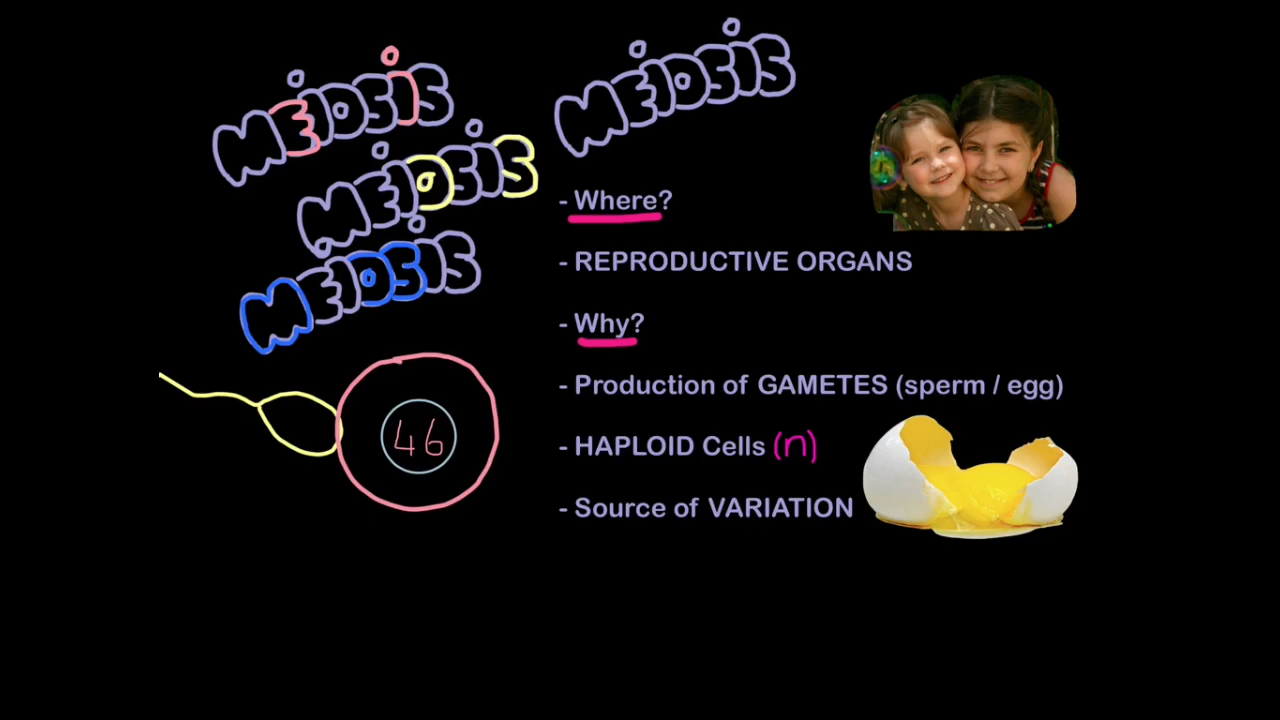 MEIOSIS
MEIOSIS
MEIOSIS
46
MEIOSIS
- Where?
- REPRODUCTIVE ORGANS
- Why?
- Production of GAMETES (sperm / egg)
- HAPLOID Cells (n)
- Source of VARIATION